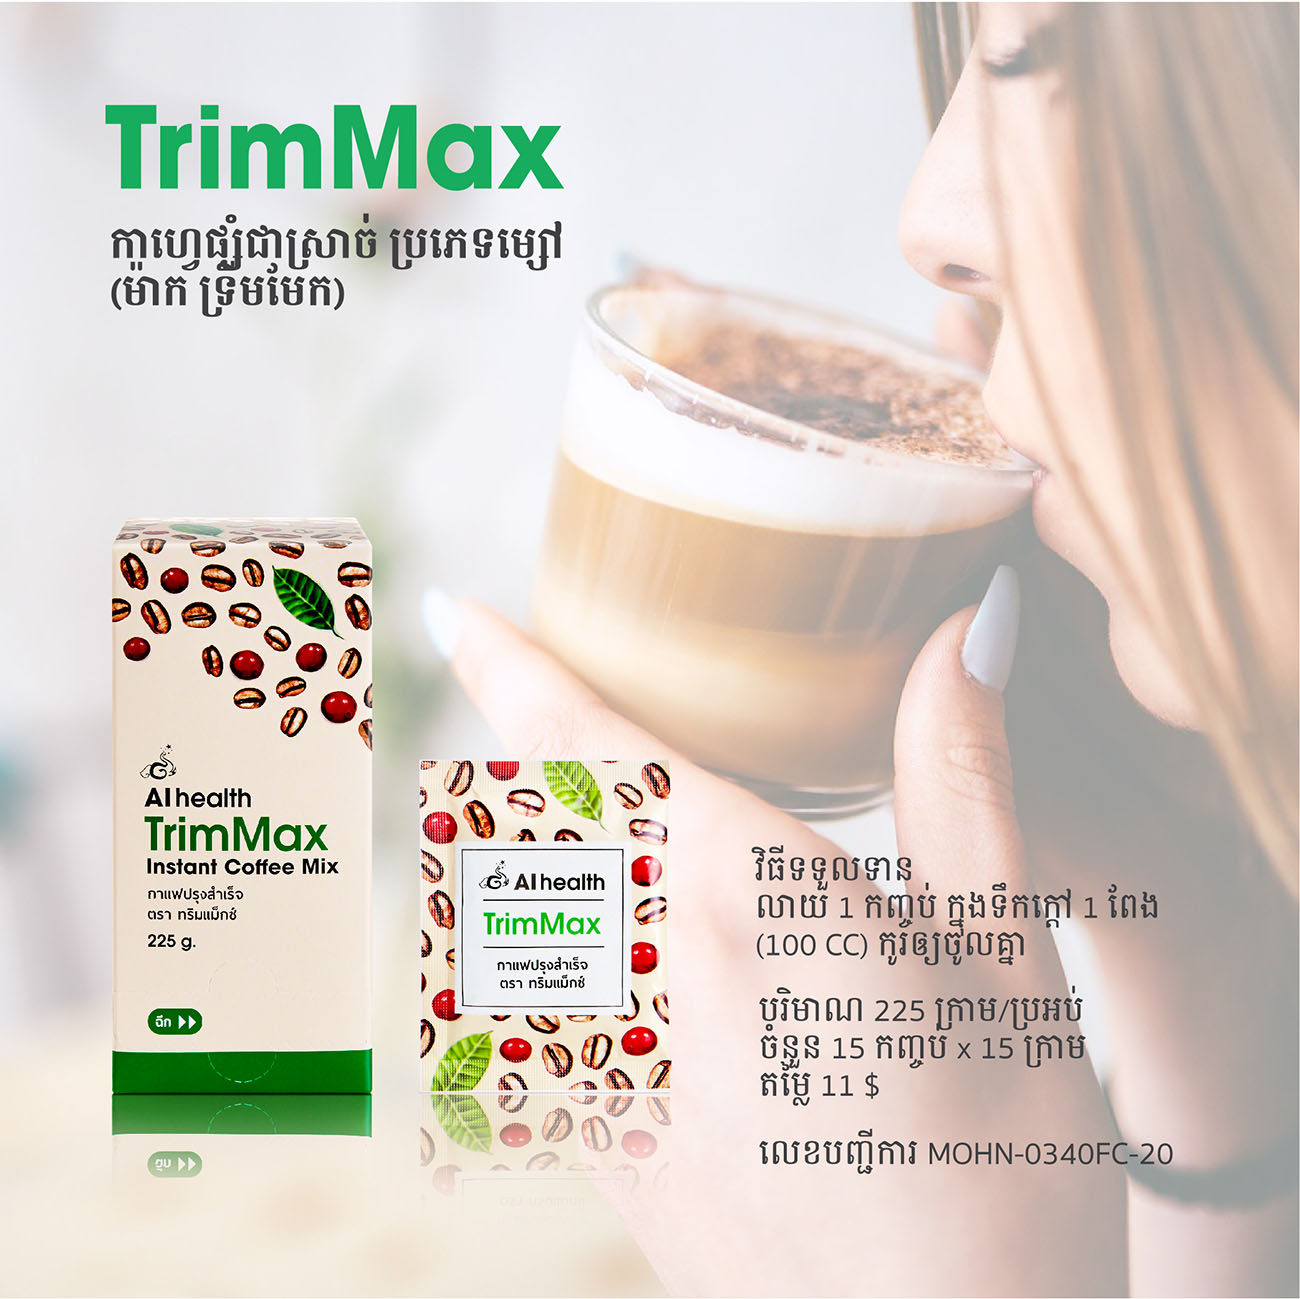 TrimMax
កាហ្វេផ្សំជាស្រាច់ ប្រភេទម្សៅ
(ម៉ាក ទ្រីមមែក)
AI health
TrimMax
Instant Coffee Mix
กาแฟปรุงสำเร็จ
ตรา ทริมแม็กซ์
225 g.
ฉีก
AI health
TrimMax
กาแฟปรุงสำเร็จ
ตรา ทริมแม็กซ์
វិធីទទួលទាន
លាយ 1 កញ្ចប់ ក្នុងទឹកក្តៅ 1 ពែង
(100 CC) កូរឲ្យចូលគ្នា
បរិមាណ 225 ក្រាម/ប្រអប់
ចំនួន 15 កញ្ចប់ x 15 ក្រាម
តម្លៃ 11 $
លេខបញ្ជីការ MOHN-0340FC-20